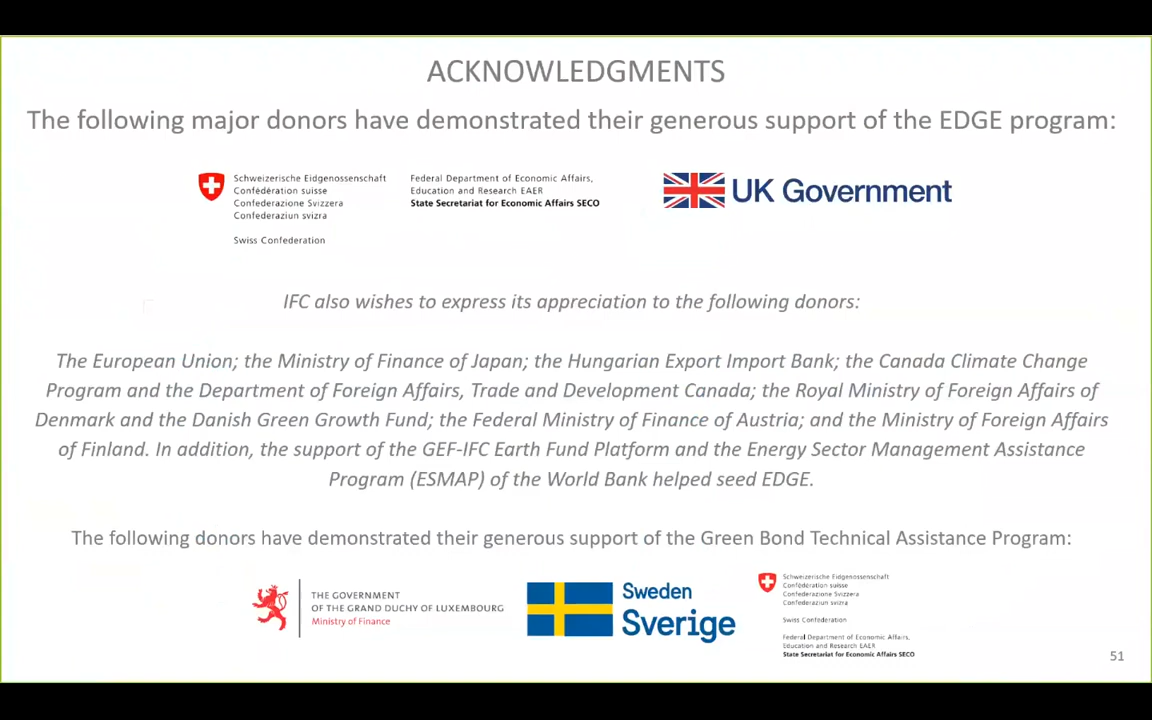 ACKNOWLEDGMENTS
The following major donors have demonstrated their generous support of the EDGE program:
Schweizerische Eidgenossenschaft
Confédération suisse
Confederazione Svizzera
Confederaziun svizra
Swiss Confederation
Federal Department of Economic Affairs,
Education and Research EAER
State Secretariat for Economic Affairs SECO
UK Government
IFC also wishes to express its appreciation to the following donors:
The European Union; the Ministry of Finance of Japan; the Hungarian Export Import Bank; the Canada Climate Change
Program and the Department of Foreign Affairs, Trade and Development Canada; the Royal Ministry of Foreign Affairs of
Denmark and the Danish Green Growth Fund; the Federal Ministry of Finance of Austria; and the Ministry of Foreign Affairs
of Finland. In addition, the support of the GEF-IFC Earth Fund Platform and the Energy Sector Management Assistance
Program (ESMAP) of the World Bank helped seed EDGE.
The following donors have demonstrated their generous support of the Green Bond Technical Assistance Program:
THE GOVERNMENT
OF THE GRAND DUCHY OF LUXEMBOURG
Ministry of Finance
Sweden
Sverige
Schweizerische Eidgenossenschaft
Confédération suisse
Confederazione Svizzera
Confederaziun svizra
Swiss Confederation
Federal Department of Economic Affairs,
Education and Research EAER
State Secretariat for Economic Affairs SECO
51